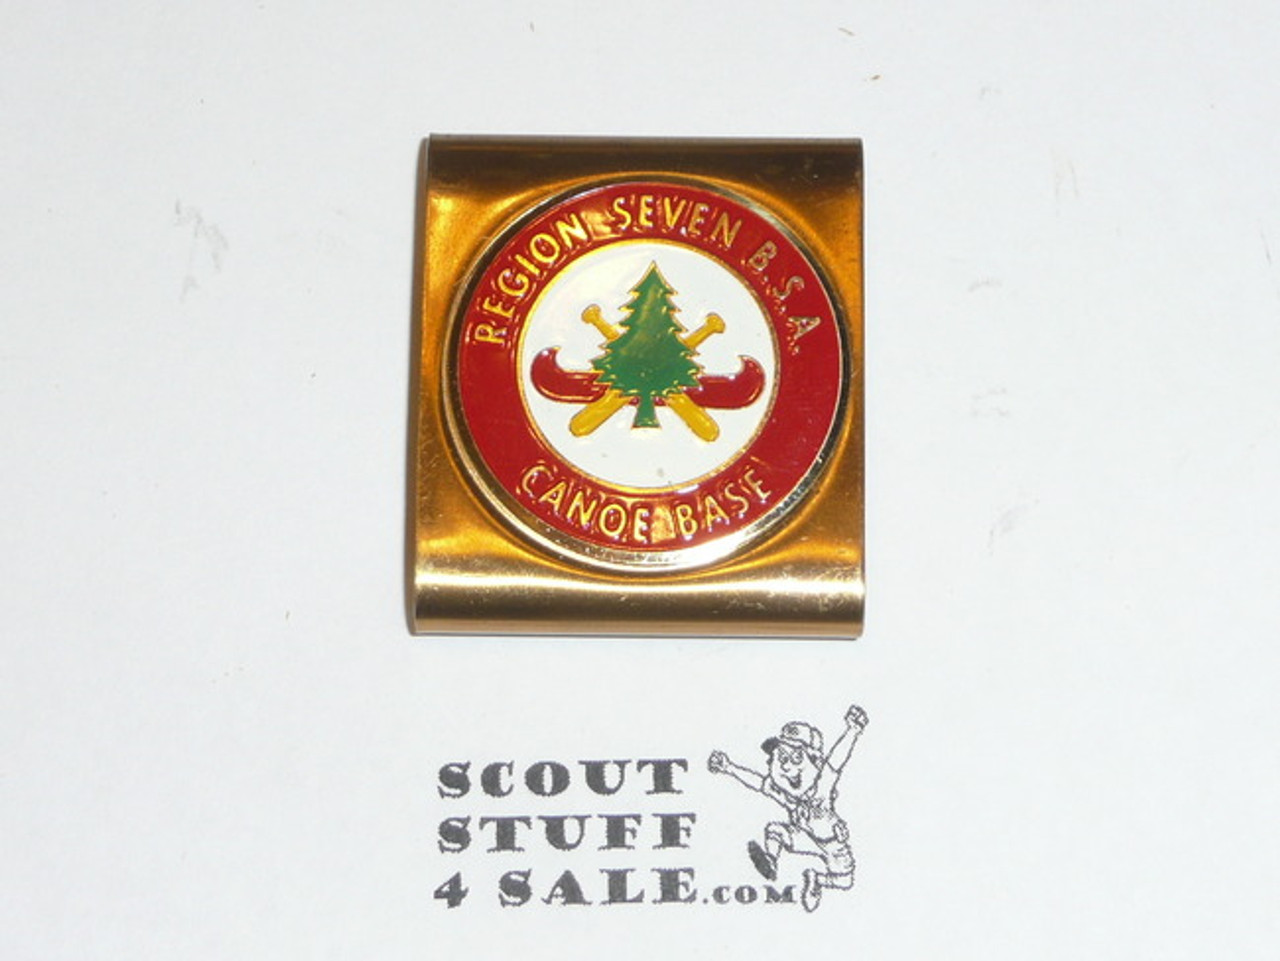 REGION SEVEN B.S.A.
CANOE BASE
SCOUT
STUFF
4 SALE.COM